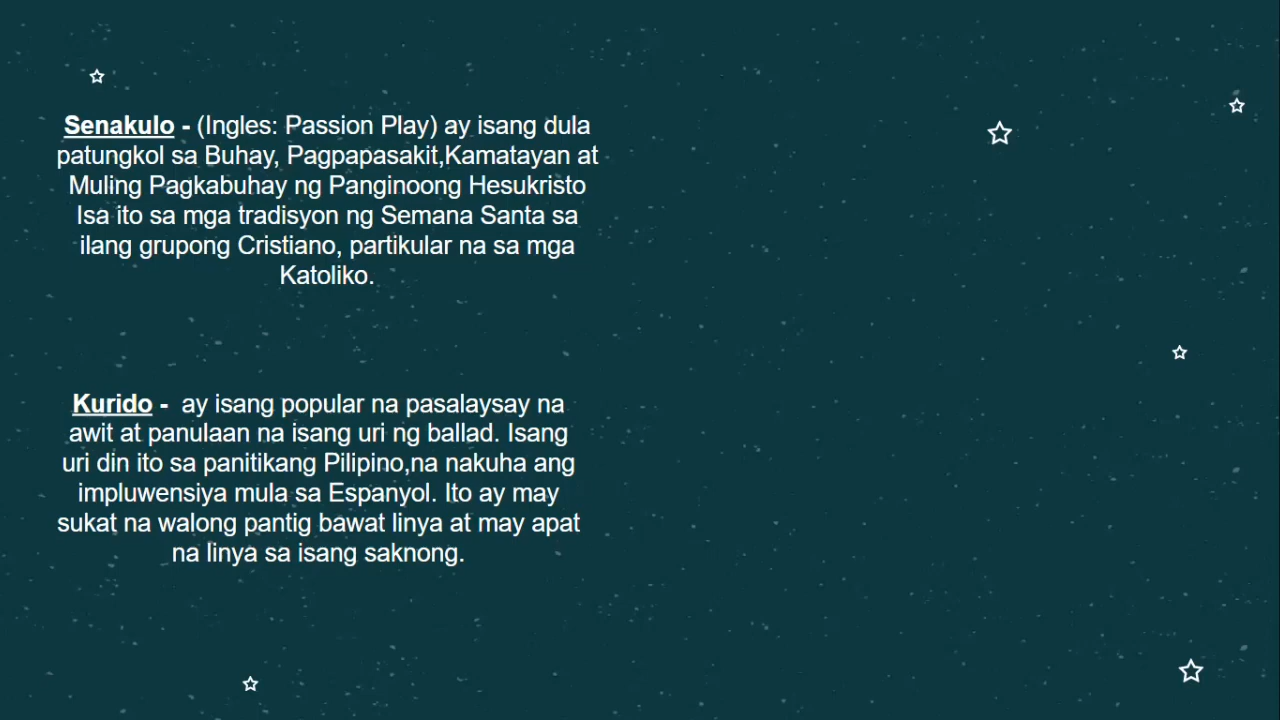 Senakulo - (Ingles: Passion Play) ay isang dula
patungkol sa Buhay, Pagpapasakit,Kamatayan at
Muling Pagkabuhay ng Panginoong Hesukristo
Isa ito sa mga tradisyon ng Semana Santa sa
ilang grupong Cristiano, partikular na sa mga
Katoliko.
Kurido -  ay isang popular na pasalaysay na
awit at panulaan na isang uri ng ballad. Isang
uri din ito sa panitikang Pilipino,na nakuha ang
impluwensiya mula sa Espanyol. Ito ay may
sukat na walong pantig bawat linya at may apat
na linya sa isang saknong.